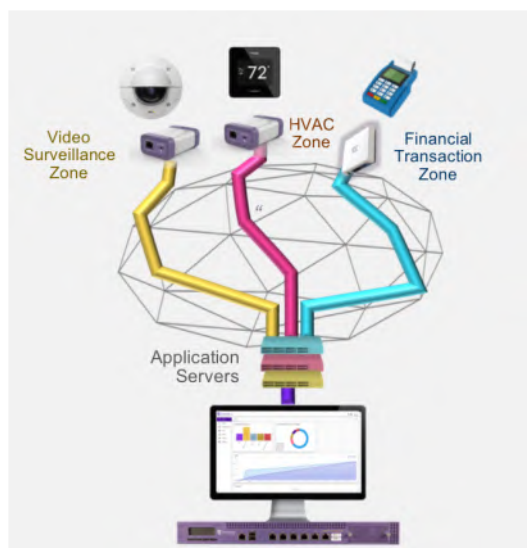 72°
HVAC
Zone
Video
Surveillance
Zone
Financial
Transaction
Zone
“
Application
Servers